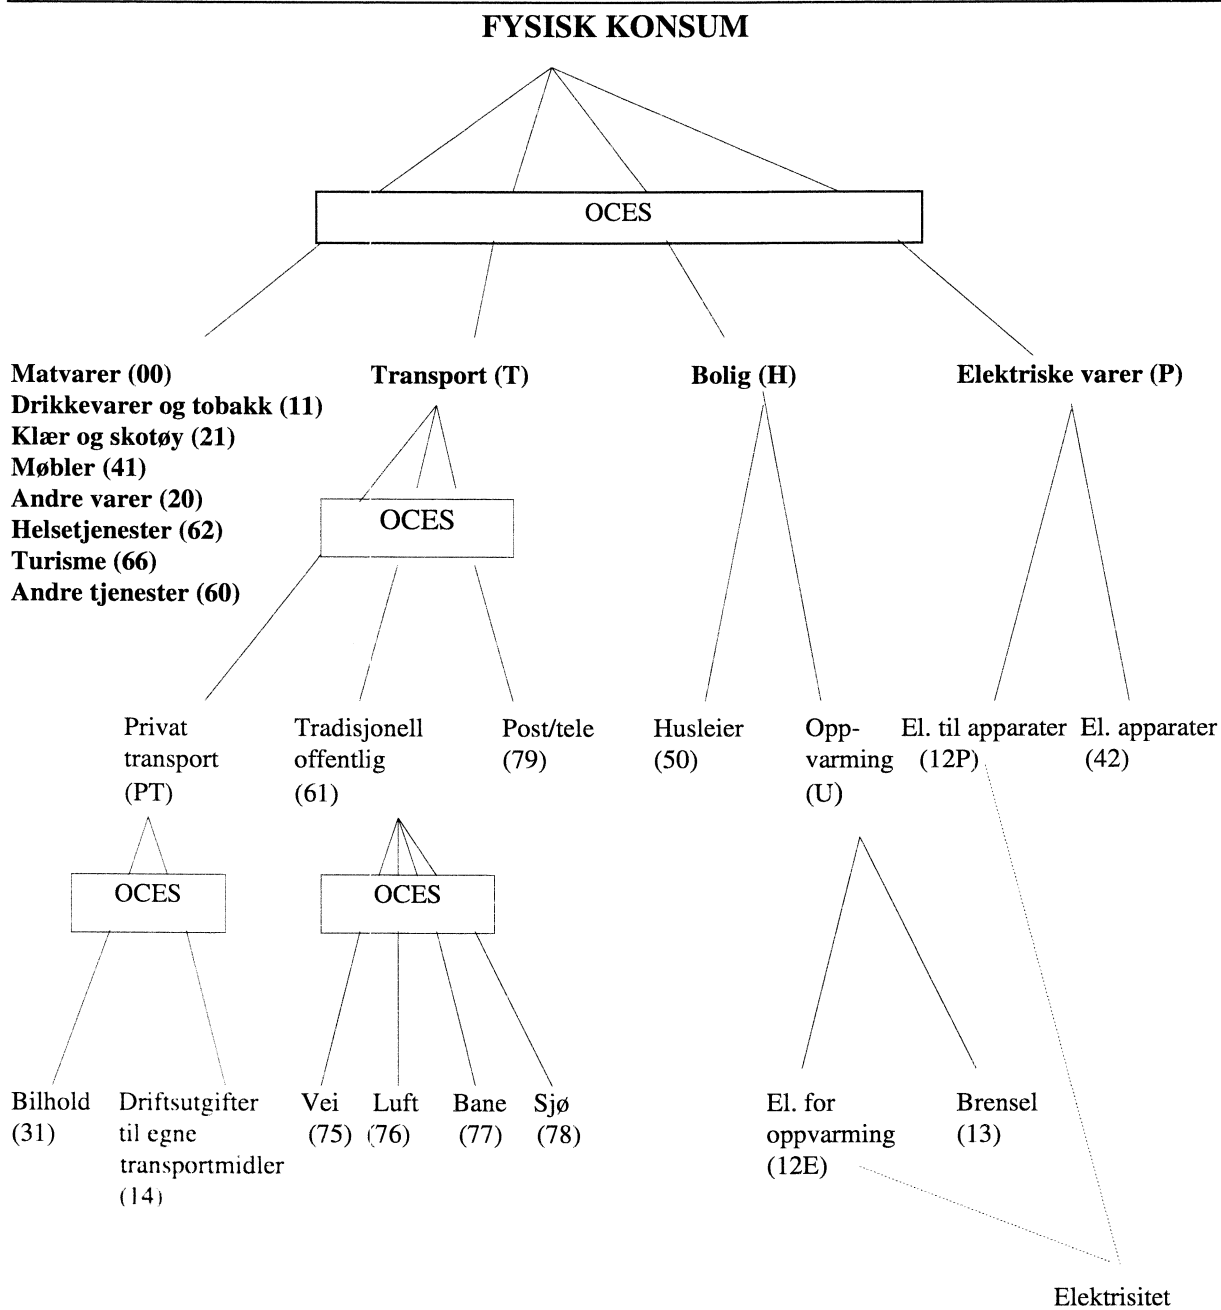 FYSISK KONSUM
OCES
Matvarer (00)
Drikkevarer og tobakk (11)
Klær og skotøy (21)
Møbler (41)
Andre varer (20)
Helsetjenester (62)
Turisme (66)
Andre tjenester (60)
Transport (T)
Bolig (H)
Elektriske varer (P)
OCES
Privat
transport
(PT)
Tradisjonell
offentlig
(61)
Post/tele
(79)
Husleier
(50)
Opp-
varming
(U)
El. til apparater
(12P)
El. apparater
(42)
OCES
OCES
Bilhold
(31)
Driftsutgifter
til egne
transportmidler
(14)
Vei
(75)
Luft
(76)
Bane
(77)
Sjø
(78)
El. for
oppvarming
(12E)
Brensel
(13)
Elektrisitet